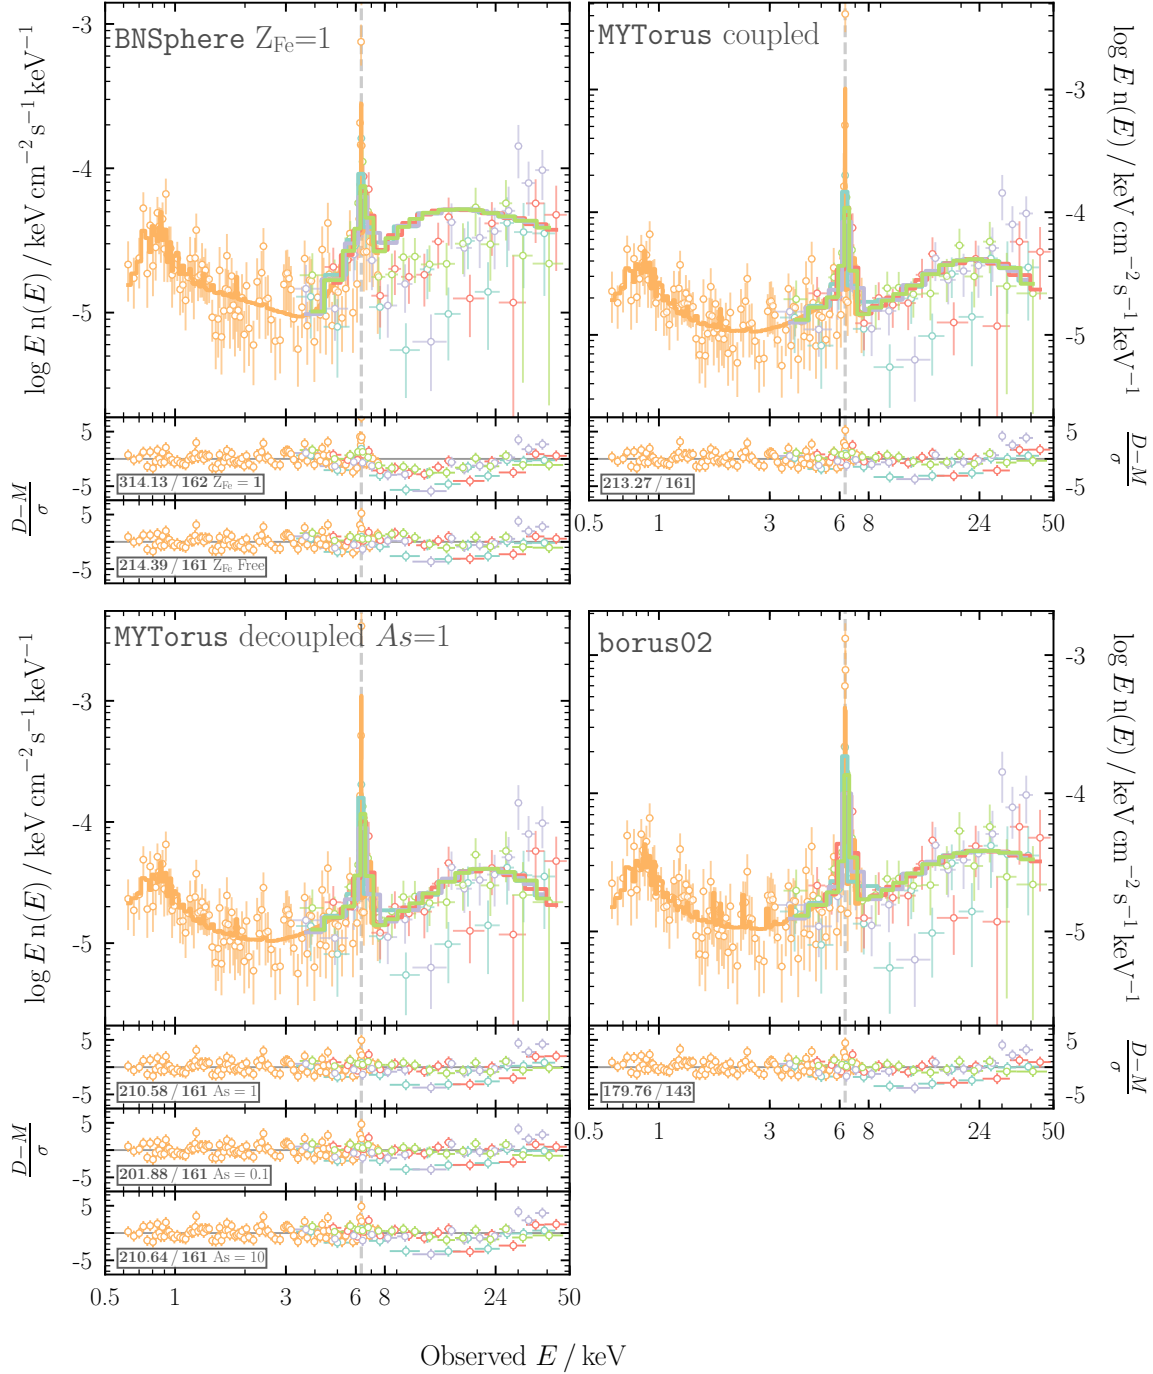 BNSphere Z_Fe=1
MYTorus coupled
-3
-4
-5
log E n(E) / keV cm⁻² s⁻¹ keV⁻¹
-3
-4
-5
log E n(E) / keV cm⁻² s⁻¹ keV⁻¹
5
-5
314.13 / 162 Z_Fe = 1
5
-5
214.39 / 161 Z_Fe Free
D−M
σ
5
-5
213.27 / 161
D−M
σ
0.5 1 3 6 8 24 50
MYTorus decoupled As=1
borus02
-3
-4
-5
log E n(E) / keV cm⁻² s⁻¹ keV⁻¹
-3
-4
-5
log E n(E) / keV cm⁻² s⁻¹ keV⁻¹
5
-5
210.58 / 161 As = 1
5
-5
201.88 / 161 As = 0.1
5
-5
210.64 / 161 As = 10
D−M
σ
5
-5
179.76 / 143
D−M
σ
0.5 1 3 6 8 24 50
0.5 1 3 6 8 24 50
Observed E / keV